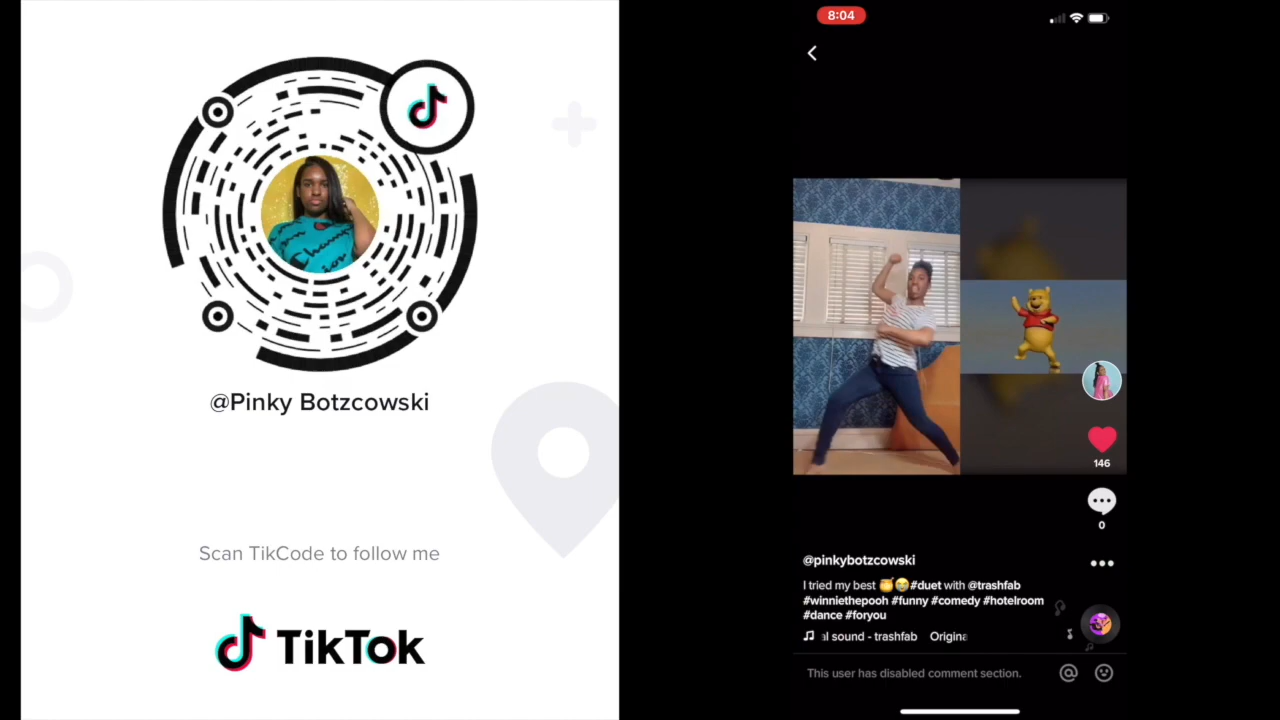 @Pinky Botzcowski
Scan TikCode to follow me
TikTok
8:04
146
0
@pinkybotzcowski
I tried my best 🍯😭#duet with @trashfab
#winniethepooh #funny #comedy #hotelroom
#dance #foryou
al sound - trashfab Origina
This user has disabled comment section.